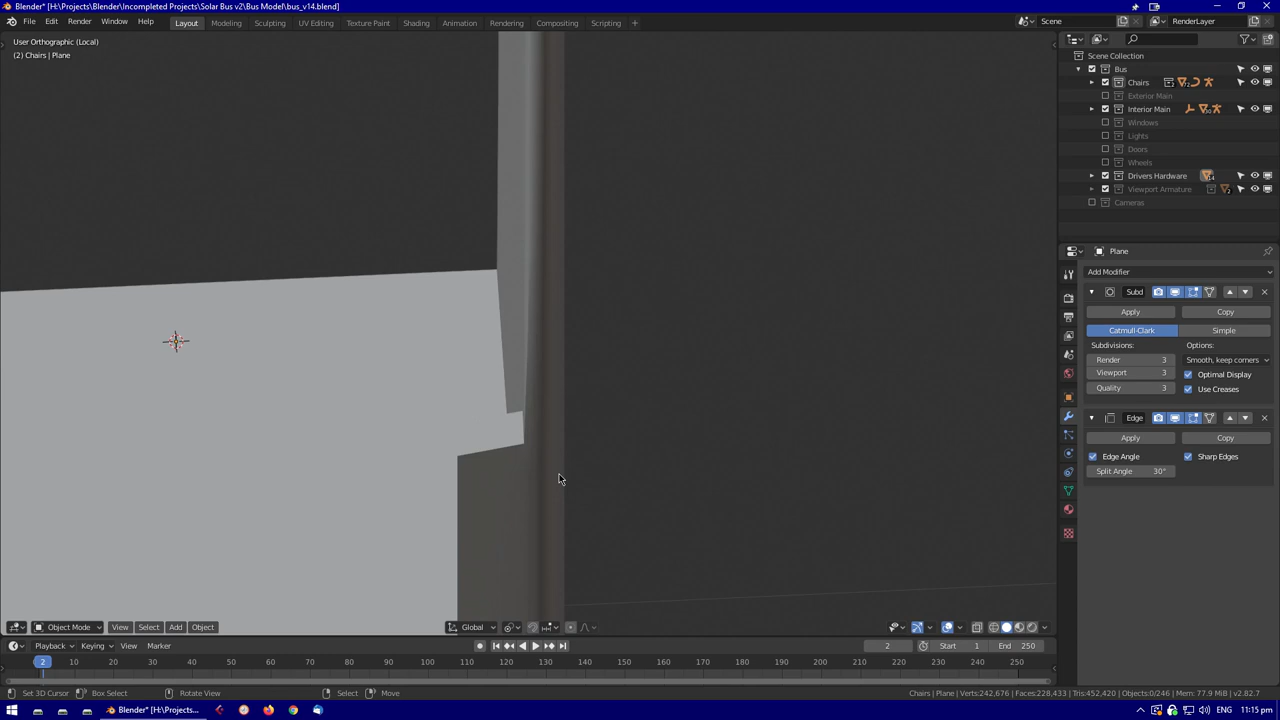 Blender* [H:\Projects\Blender\Incompleted Projects\Solar Bus v2\Bus Model\bus_v14.blend]
File Edit Render Window Help Layout Modeling Sculpting UV Editing Texture Paint Shading Animation Rendering Compositing Scripting + Scene RenderLayer
User Orthographic (Local)
(2) Chairs | Plane
Scene Collection
Bus
Chairs
Exterior Main
Interior Main
Windows
Lights
Doors
Wheels
Drivers Hardware
Viewport Armature
Cameras
Plane
Add Modifier
Subd
Apply Copy
Catmull-Clark Simple
Subdivisions: Options:
Render 3 Smooth, keep corners
Viewport 3 Optimal Display
Quality 3 Use Creases
Edge
Apply Copy
Edge Angle Sharp Edges
Split Angle 30°
Object Mode View Select Add Object Global
Playback Keying View Marker 2 Start 1 End 250
2 10 20 30 40 50 60 70 80 90 100 110 120 130 140 150 160 170 180 190 200 210 220 230 240 250
Set 3D Cursor Box Select Rotate View Select Move Chairs | Plane | Verts:242,676 | Faces:228,433 | Tris:452,420 | Objects:0/246 | Mem: 77.9 MiB | v2.82.7
Blender* [H:\Projects... ENG 11:15 pm